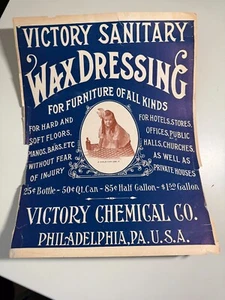 VICTORY SANITARY
WAX DRESSING
FOR FURNITURE OF ALL KINDS
FOR HARD AND
SOFT FLOORS,
PIANOS, BARS, ETC
WITHOUT FEAR
OF INJURY
FOR HOTELS, STORES,
OFFICES, PUBLIC
HALLS, CHURCHES,
AS WELL AS
PRIVATE HOUSES
25¢ Bottle - 50¢ Qt. Can - 85¢ Half Gallon - $1.50 Gallon
VICTORY CHEMICAL CO.
PHILADELPHIA, PA. U.S.A.